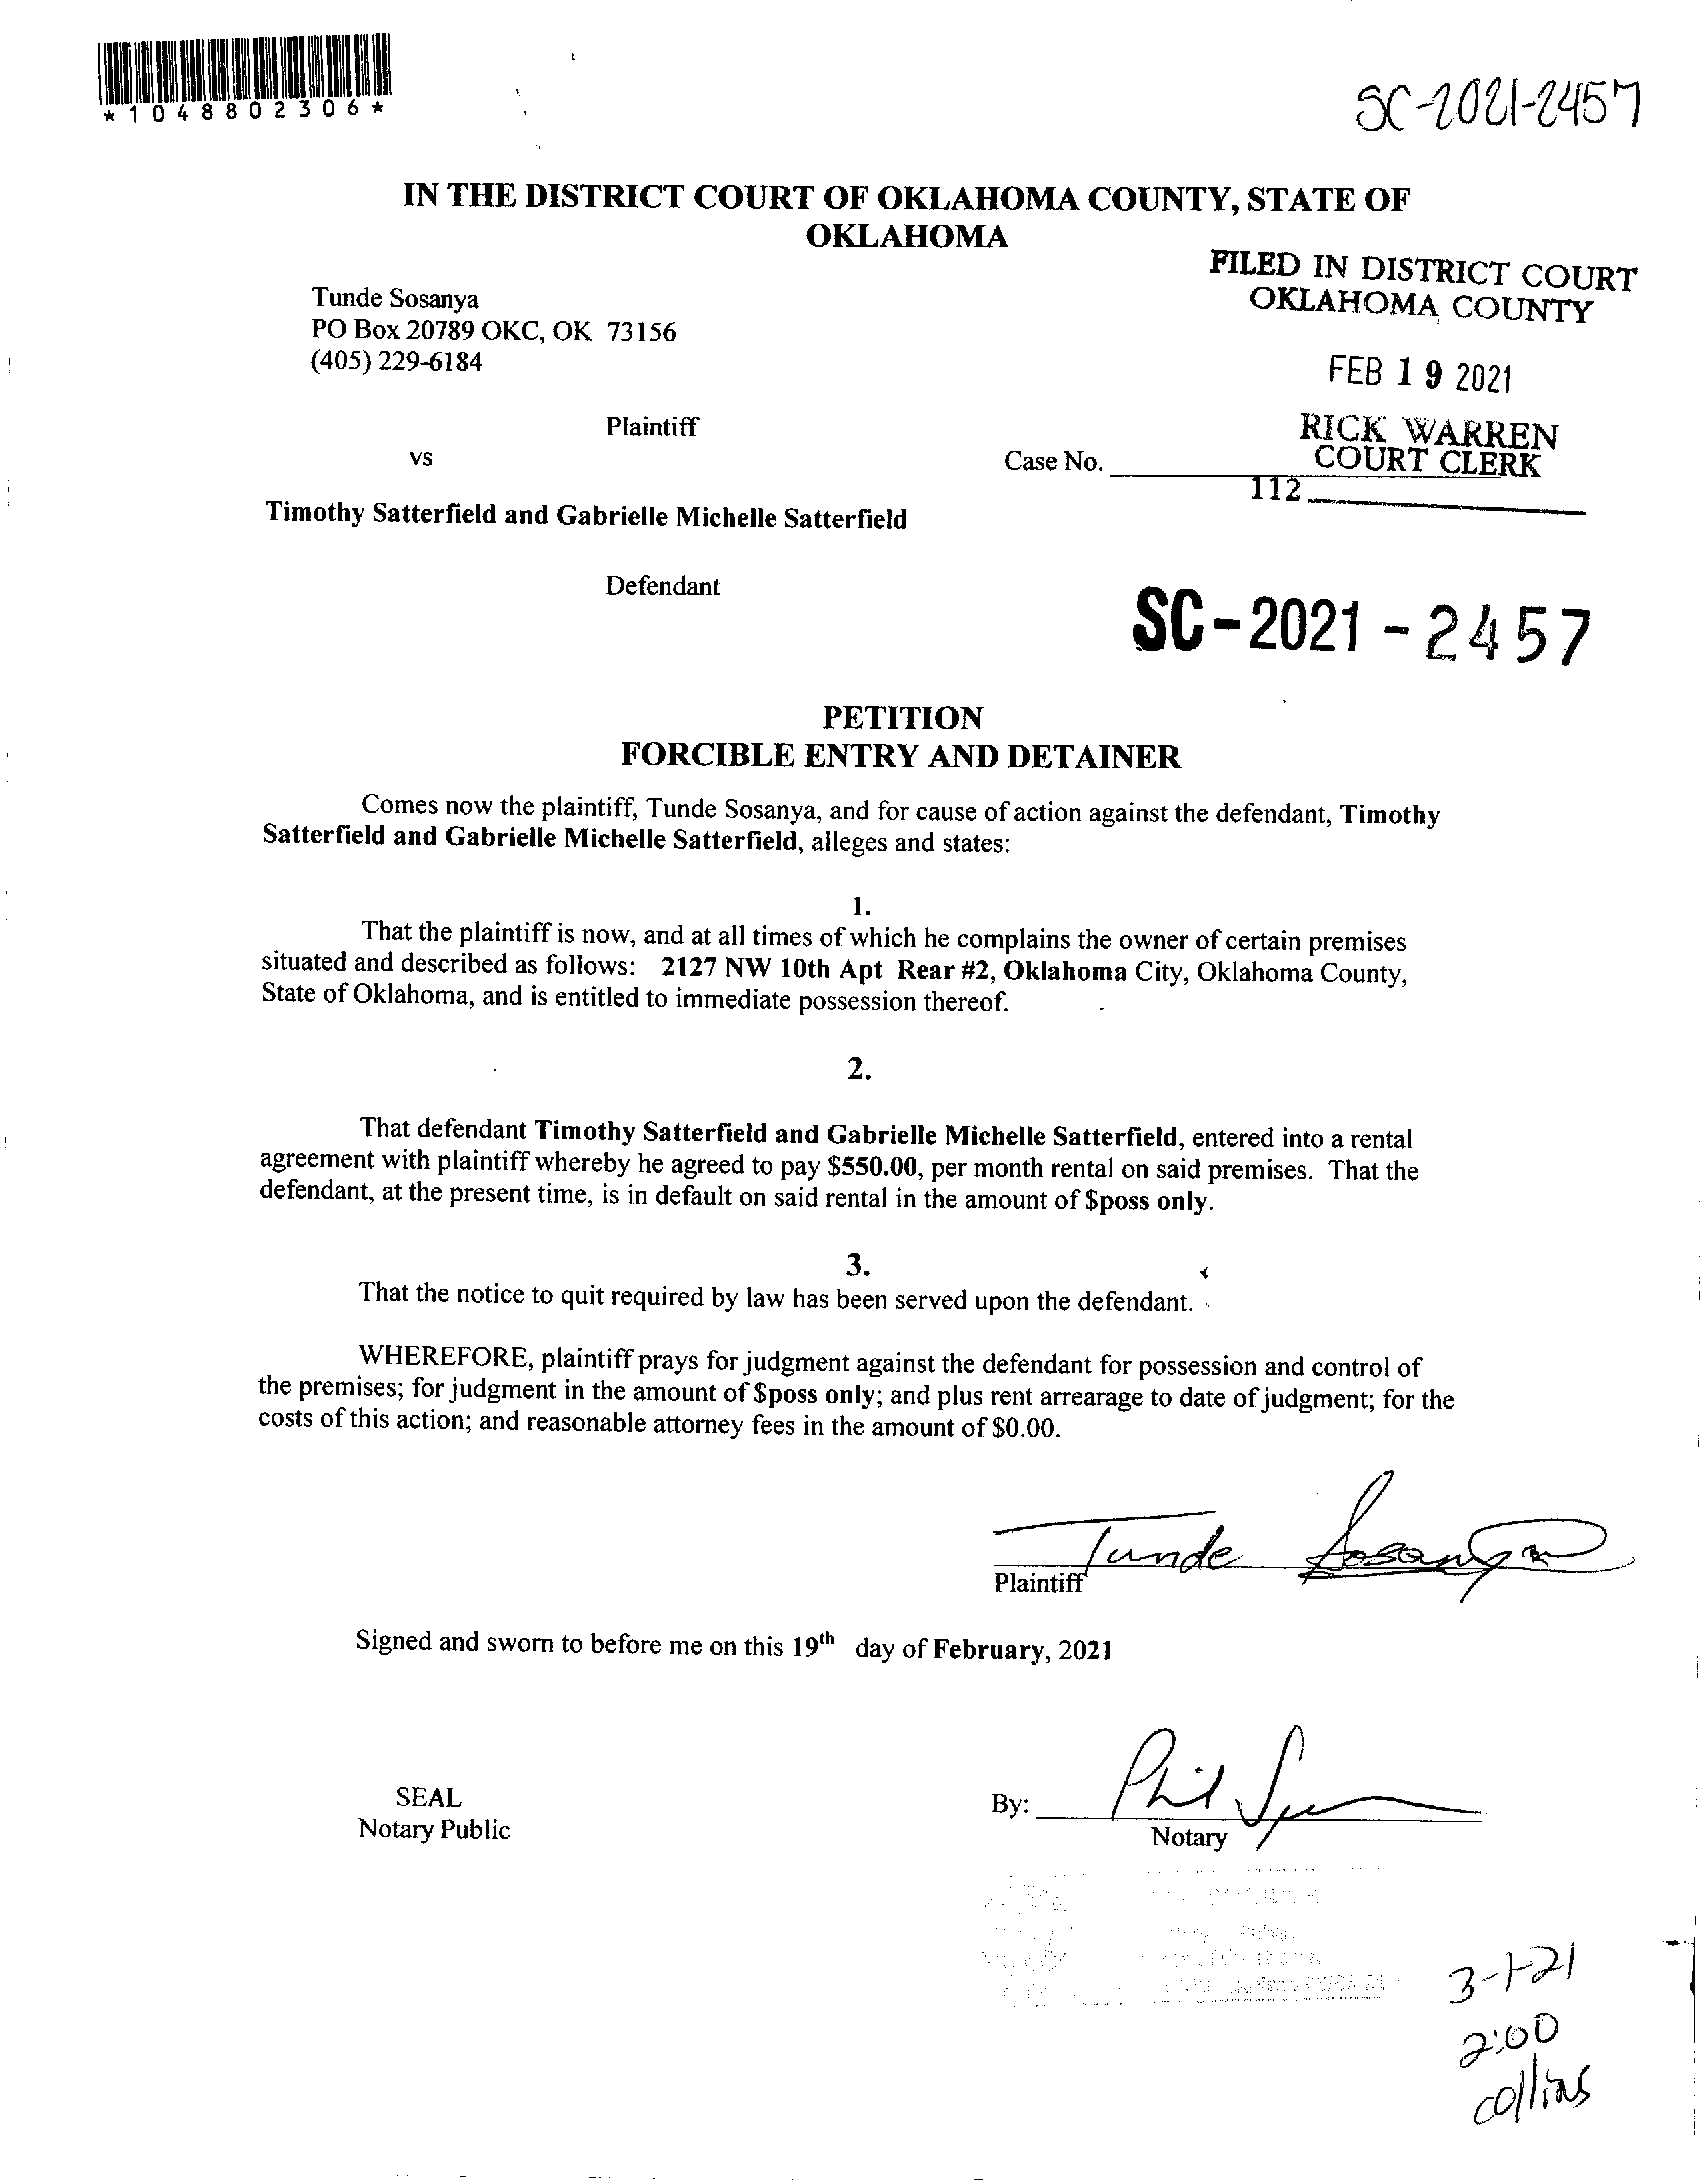 *1048802306*
SC-2021-2457
IN THE DISTRICT COURT OF OKLAHOMA COUNTY, STATE OF
OKLAHOMA
FILED IN DISTRICT COURT
OKLAHOMA COUNTY
Tunde Sosanya
PO Box 20789 OKC, OK 73156
(405) 229-6184
FEB 19 2021
Plaintiff
RICK WARREN
COURT CLERK
vs
Case No.
112
Timothy Satterfield and Gabrielle Michelle Satterfield
Defendant
SC-2021-2457
PETITION
FORCIBLE ENTRY AND DETAINER
Comes now the plaintiff, Tunde Sosanya, and for cause of action against the defendant, Timothy
Satterfield and Gabrielle Michelle Satterfield, alleges and states:
1.
That the plaintiff is now, and at all times of which he complains the owner of certain premises
situated and described as follows: 2127 NW 10th Apt Rear #2, Oklahoma City, Oklahoma County,
State of Oklahoma, and is entitled to immediate possession thereof.
2.
That defendant Timothy Satterfield and Gabrielle Michelle Satterfield, entered into a rental
agreement with plaintiff whereby he agreed to pay $550.00, per month rental on said premises. That the
defendant, at the present time, is in default on said rental in the amount of $poss only.
3.
That the notice to quit required by law has been served upon the defendant.
WHEREFORE, plaintiff prays for judgment against the defendant for possession and control of
the premises; for judgment in the amount of $poss only; and plus rent arrearage to date of judgment; for the
costs of this action; and reasonable attorney fees in the amount of $0.00.
Tunde Sosanya
Plaintiff
Signed and sworn to before me on this 19th day of February, 2021
SEAL
Notary Public
By: Phil
Notary
3-1-21
2:00
collins